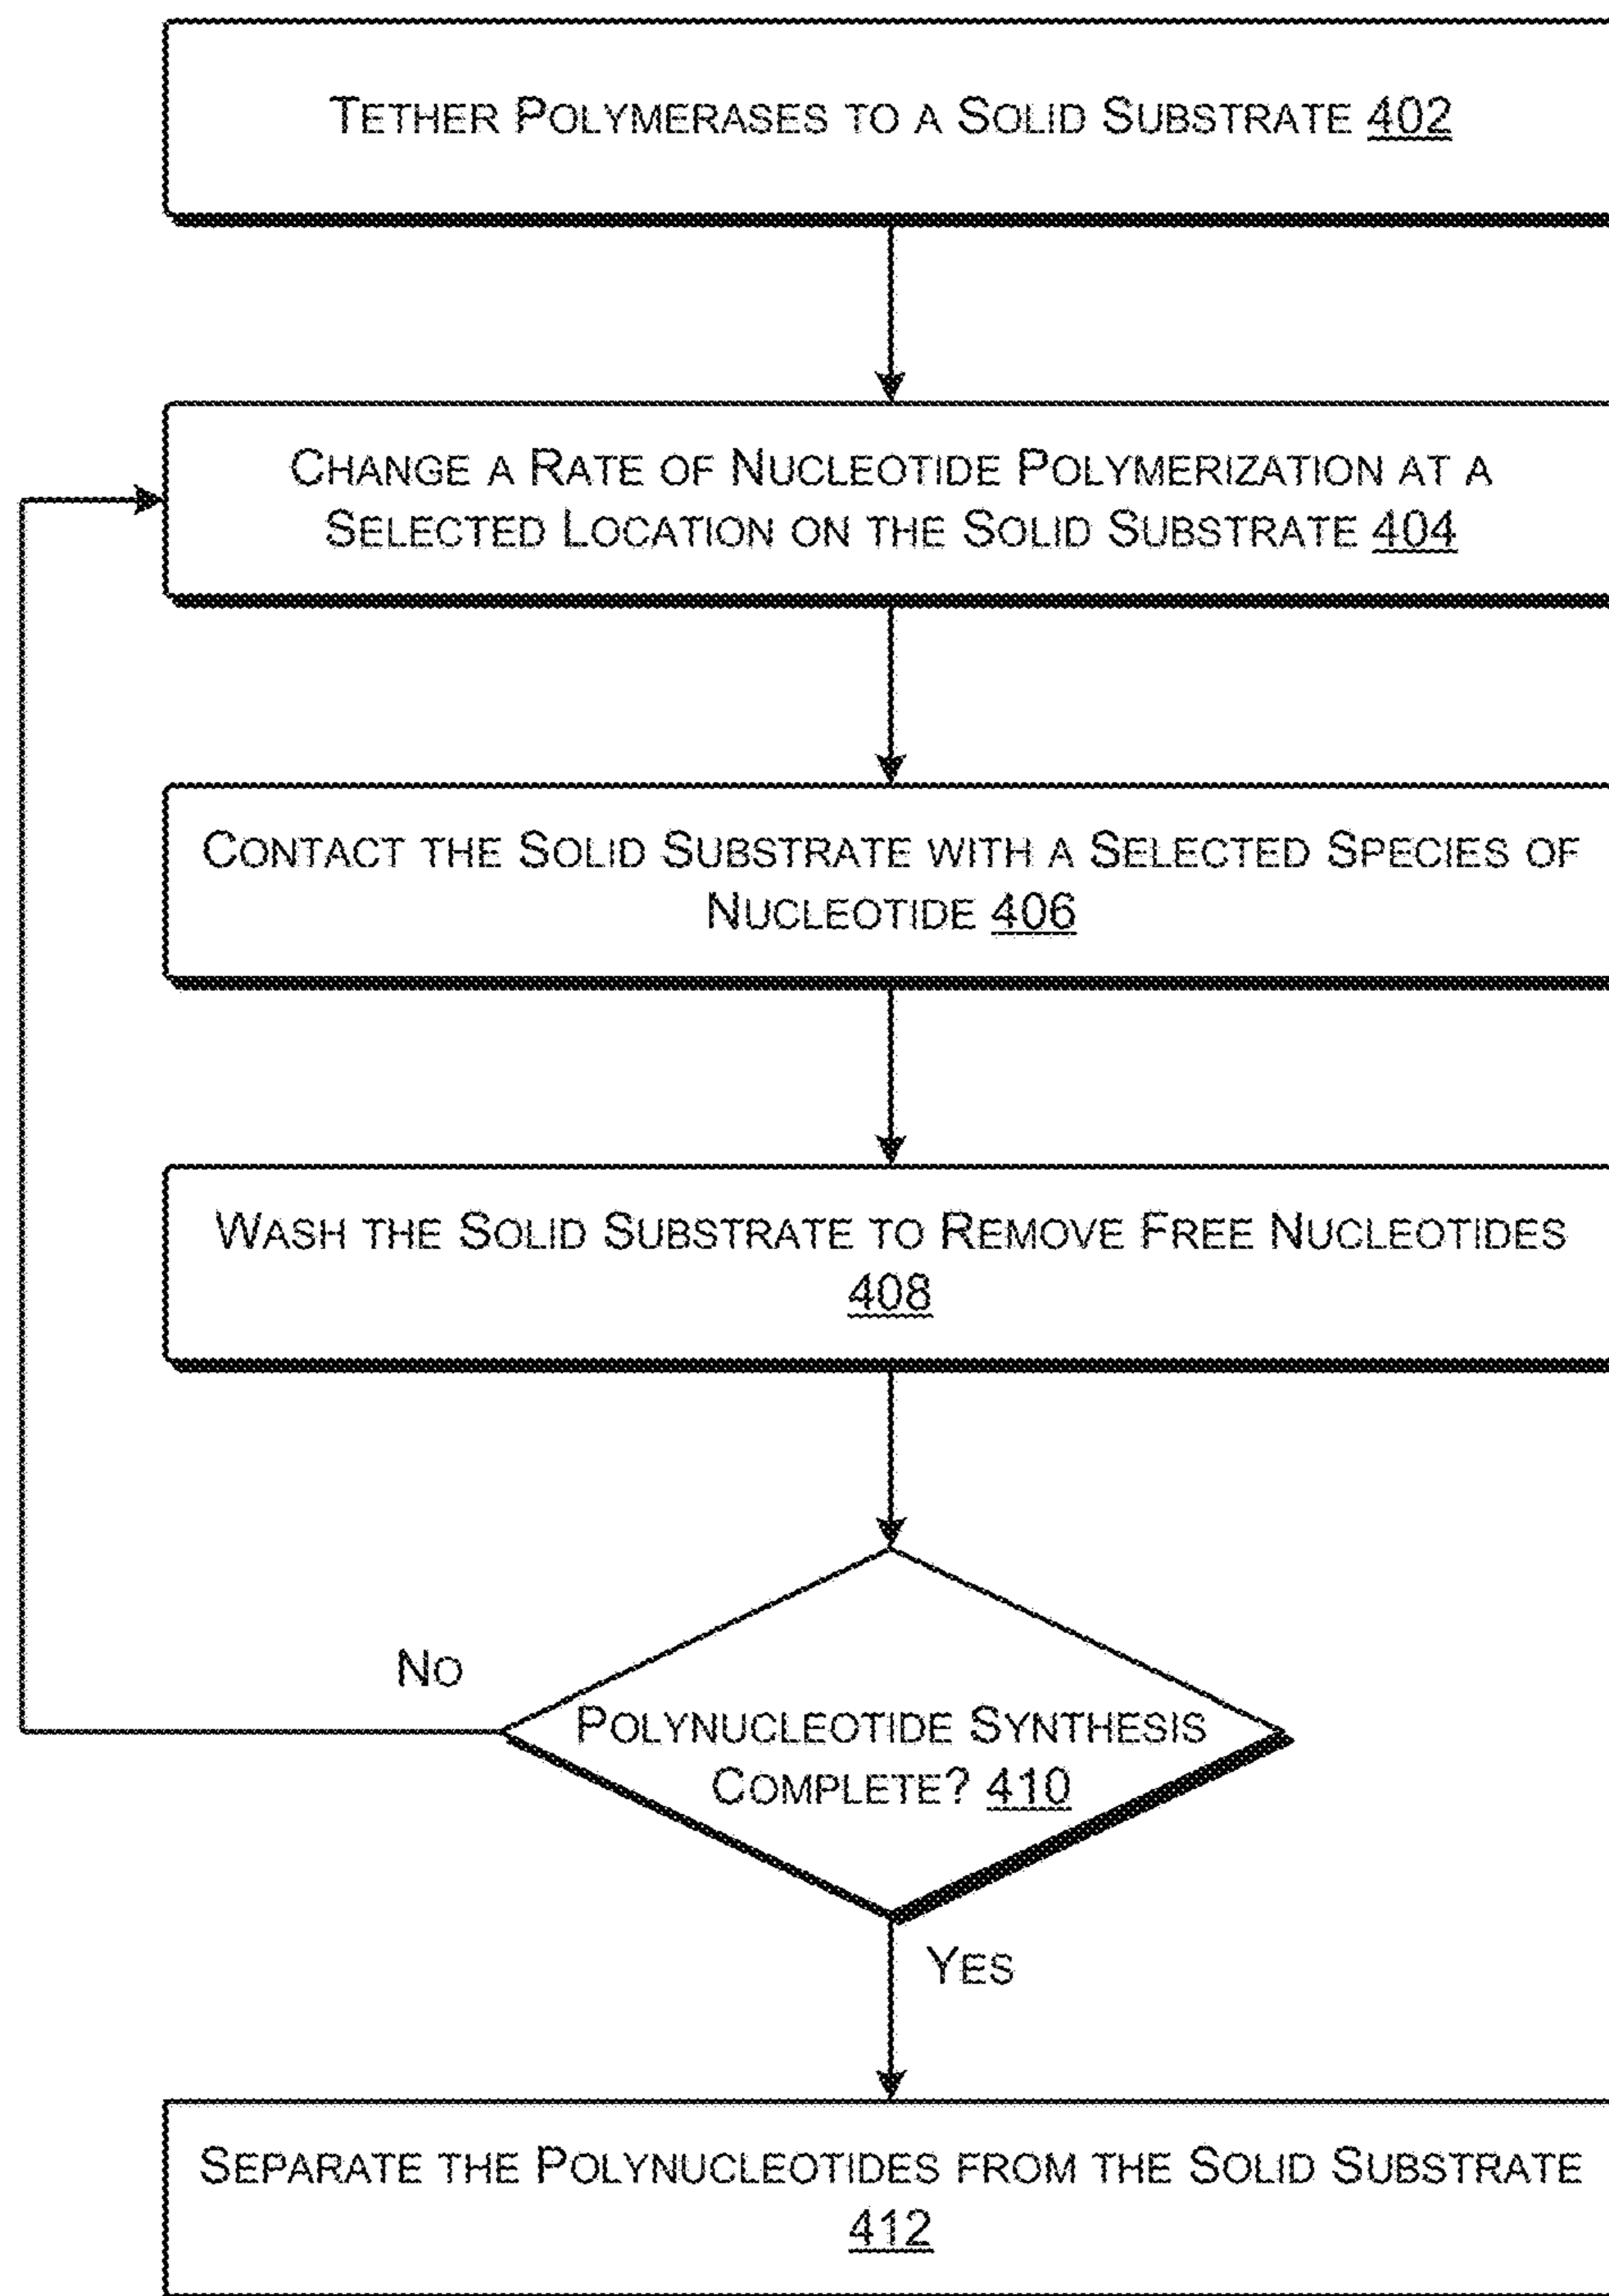 TETHER POLYMERASES TO A SOLID SUBSTRATE 402
CHANGE A RATE OF NUCLEOTIDE POLYMERIZATION AT A
SELECTED LOCATION ON THE SOLID SUBSTRATE 404
CONTACT THE SOLID SUBSTRATE WITH A SELECTED SPECIES OF
NUCLEOTIDE 406
WASH THE SOLID SUBSTRATE TO REMOVE FREE NUCLEOTIDES
408
NO
POLYNUCLEOTIDE SYNTHESIS
COMPLETE? 410
YES
SEPARATE THE POLYNUCLEOTIDES FROM THE SOLID SUBSTRATE
412